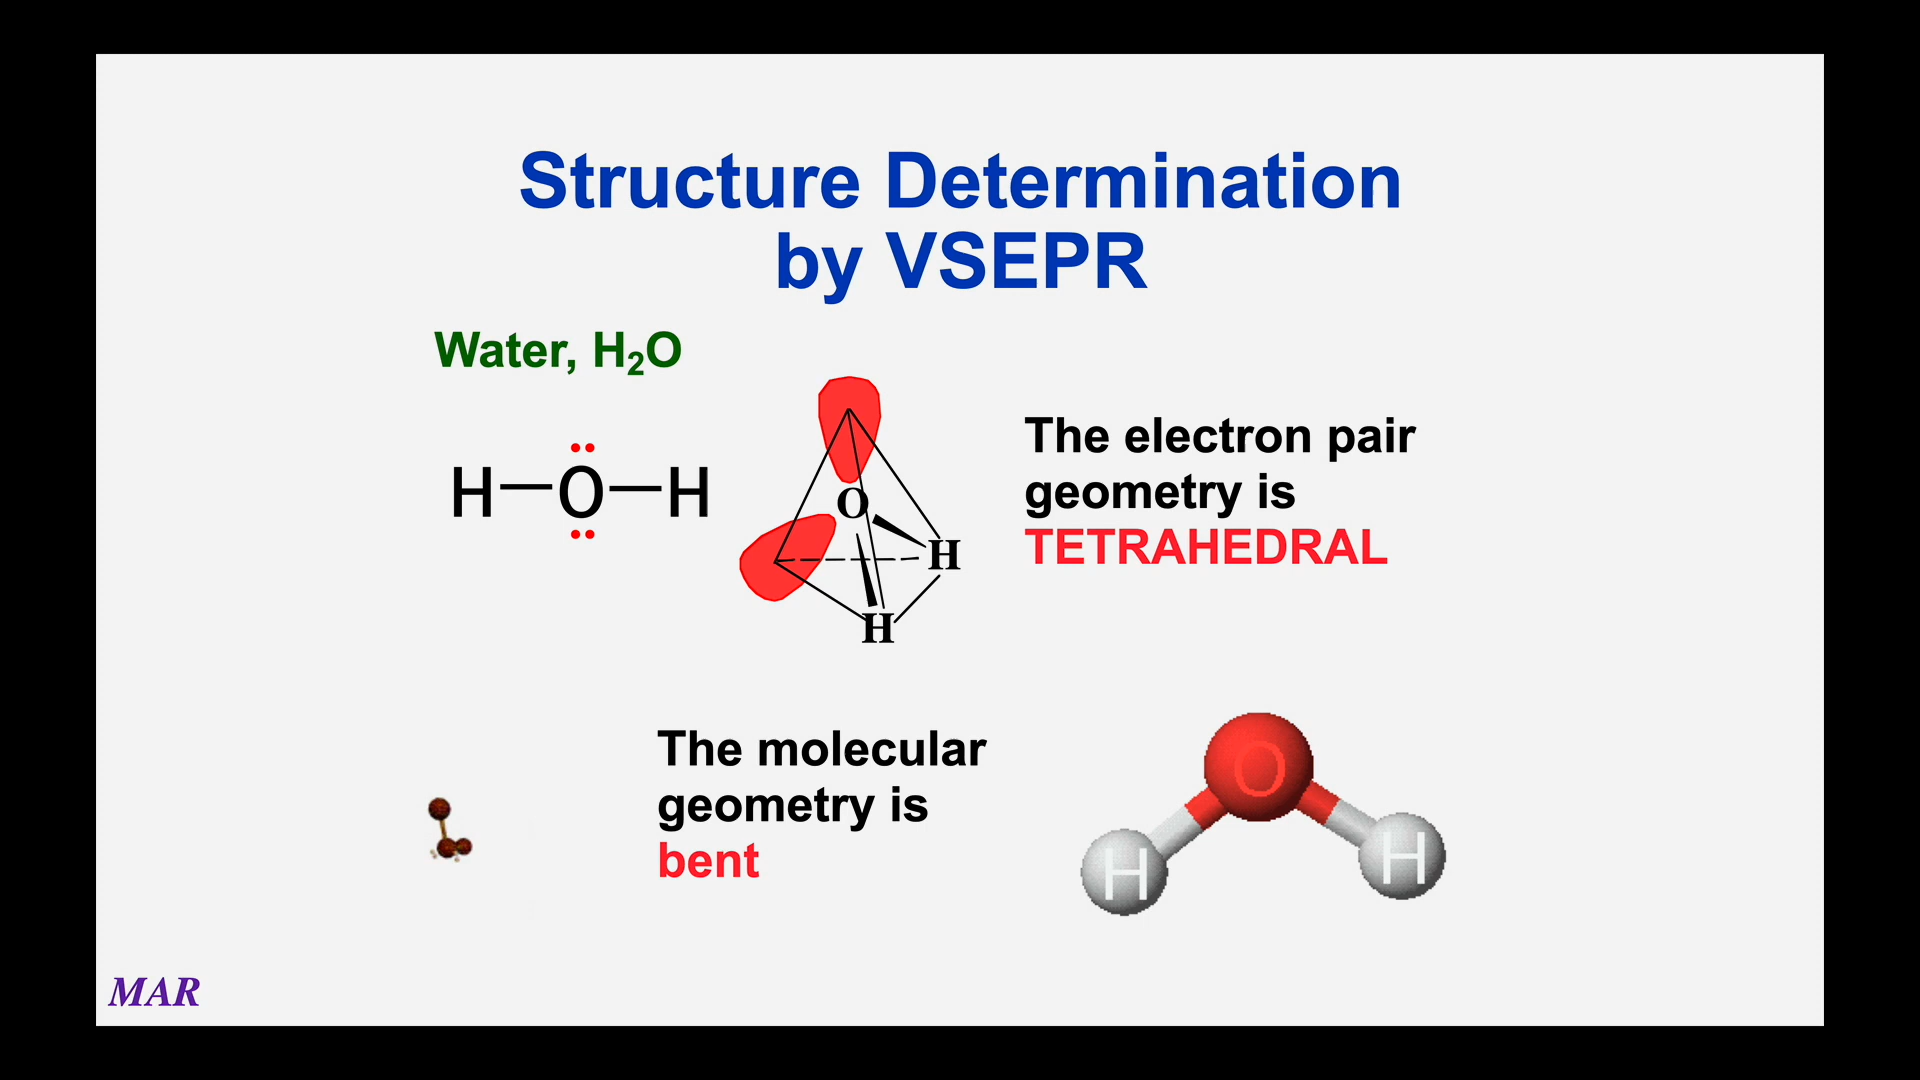 Structure Determination
by VSEPR
Water, H₂O
H—O—H
O
H
H
The electron pair
geometry is
TETRAHEDRAL
The molecular
geometry is
bent
O
H
H
MAR